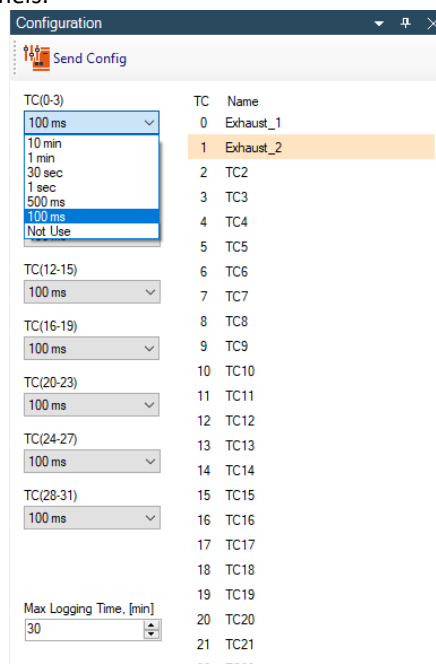 Configuration
Send Config
TC(0-3)
100 ms
10 min
1 min
30 sec
1 sec
500 ms
100 ms
Not Use
TC(12-15)
100 ms
TC(16-19)
100 ms
TC(20-23)
100 ms
TC(24-27)
100 ms
TC(28-31)
100 ms
Max Logging Time, [min]
30
TC Name
0 Exhaust_1
1 Exhaust_2
2 TC2
3 TC3
4 TC4
5 TC5
6 TC6
7 TC7
8 TC8
9 TC9
10 TC10
11 TC11
12 TC12
13 TC13
14 TC14
15 TC15
16 TC16
17 TC17
18 TC18
19 TC19
20 TC20
21 TC21